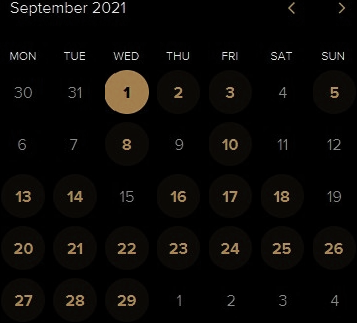 September 2021 < >
MON TUE WED THU FRI SAT SUN
30 31 1 2 3 4 5
6 7 8 9 10 11 12
13 14 15 16 17 18 19
20 21 22 23 24 25 26
27 28 29 1 2 3 4